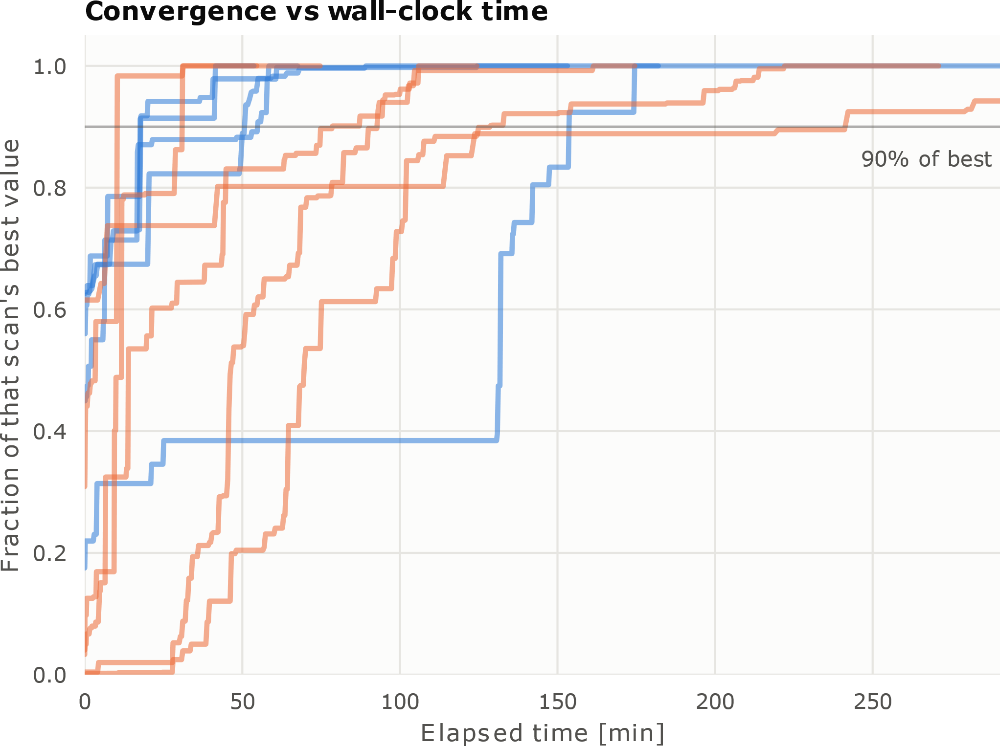 Convergence vs wall-clock time
Fraction of that scan's best value
1.0
0.8
0.6
0.4
0.2
0.0
90% of best
0 50 100 150 200 250
Elapsed time [min]